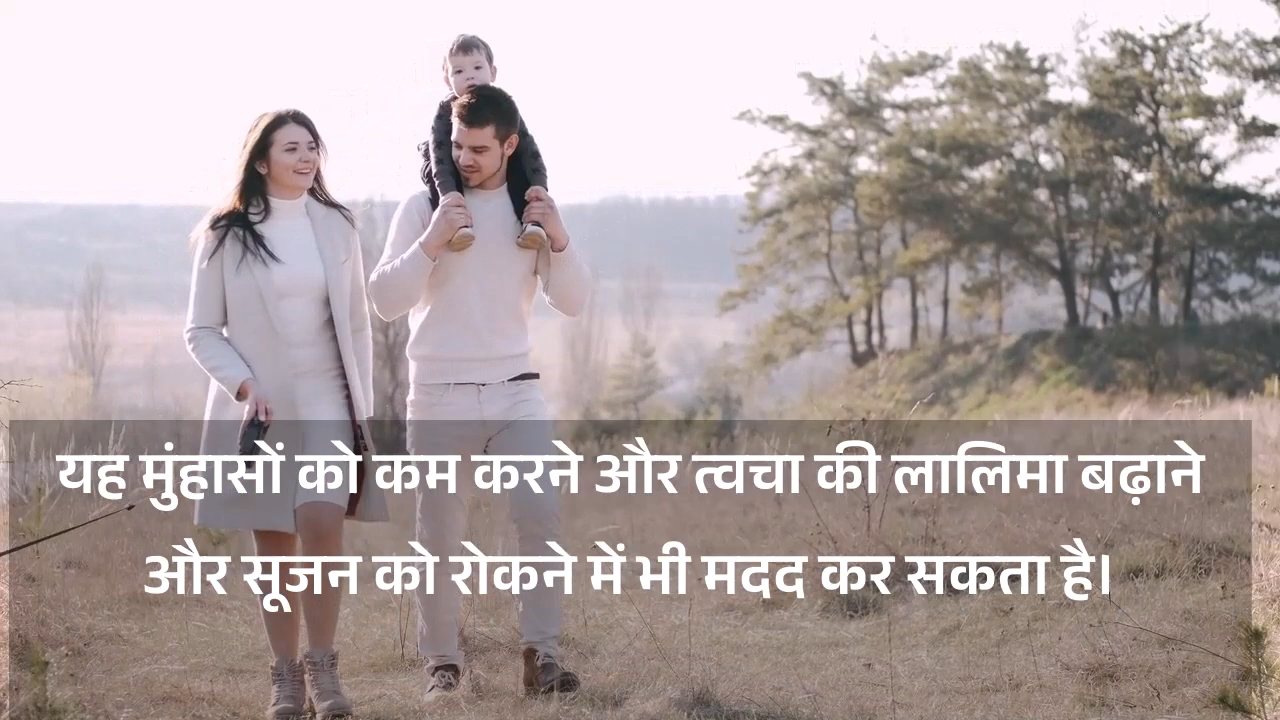 यह मुंहासों को कम करने और त्वचा की लालिमा बढ़ाने
और सूजन को रोकने में भी मदद कर सकता है।